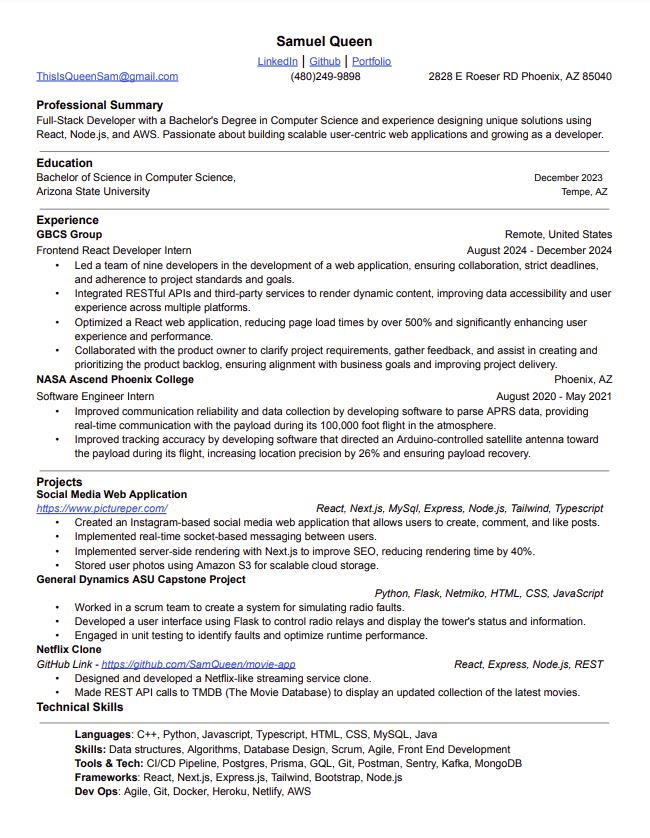 Samuel Queen
LinkedIn | Github | Portfolio
ThisIsQueenSam@gmail.com (480)249-9898 2828 E Roeser RD Phoenix, AZ 85040
Professional Summary
Full-Stack Developer with a Bachelor's Degree in Computer Science and experience designing unique solutions using
React, Node.js, and AWS. Passionate about building scalable user-centric web applications and growing as a developer.
Education
Bachelor of Science in Computer Science, December 2023
Arizona State University Tempe, AZ
Experience
GBCS Group Remote, United States
Frontend React Developer Intern August 2024 - December 2024
• Led a team of nine developers in the development of a web application, ensuring collaboration, strict deadlines,
and adherence to project standards and goals.
• Integrated RESTful APIs and third-party services to render dynamic content, improving data accessibility and user
experience across multiple platforms.
• Optimized a React web application, reducing page load times by over 500% and significantly enhancing user
experience and performance.
• Collaborated with the product owner to clarify project requirements, gather feedback, and assist in creating and
prioritizing the product backlog, ensuring alignment with business goals and improving project delivery.
NASA Ascend Phoenix College Phoenix, AZ
Software Engineer Intern August 2020 - May 2021
• Improved communication reliability and data collection by developing software to parse APRS data, providing
real-time communication with the payload during its 100,000 foot flight in the atmosphere.
• Improved tracking accuracy by developing software that directed an Arduino-controlled satellite antenna toward
the payload during its flight, increasing location precision by 26% and ensuring payload recovery.
Projects
Social Media Web Application
https://www.pictureper.com/ React, Next.js, MySql, Express, Node.js, Tailwind, Typescript
• Created an Instagram-based social media web application that allows users to create, comment, and like posts.
• Implemented real-time socket-based messaging between users.
• Implemented server-side rendering with Next.js to improve SEO, reducing rendering time by 40%.
• Stored user photos using Amazon S3 for scalable cloud storage.
General Dynamics ASU Capstone Project
Python, Flask, Netmiko, HTML, CSS, JavaScript
• Worked in a scrum team to create a system for simulating radio faults.
• Developed a user interface using Flask to control radio relays and display the tower's status and information.
• Engaged in unit testing to identify faults and optimize runtime performance.
Netflix Clone
GitHub Link - https://github.com/SamQueen/movie-app React, Express, Node.js, REST
• Designed and developed a Netflix-like streaming service clone.
• Made REST API calls to TMDB (The Movie Database) to display an updated collection of the latest movies.
Technical Skills
Languages: C++, Python, Javascript, Typescript, HTML, CSS, MySQL, Java
Skills: Data structures, Algorithms, Database Design, Scrum, Agile, Front End Development
Tools & Tech: CI/CD Pipeline, Postgres, Prisma, GQL, Git, Postman, Sentry, Kafka, MongoDB
Frameworks: React, Next.js, Express.js, Tailwind, Bootstrap, Node.js
Dev Ops: Agile, Git, Docker, Heroku, Netlify, AWS